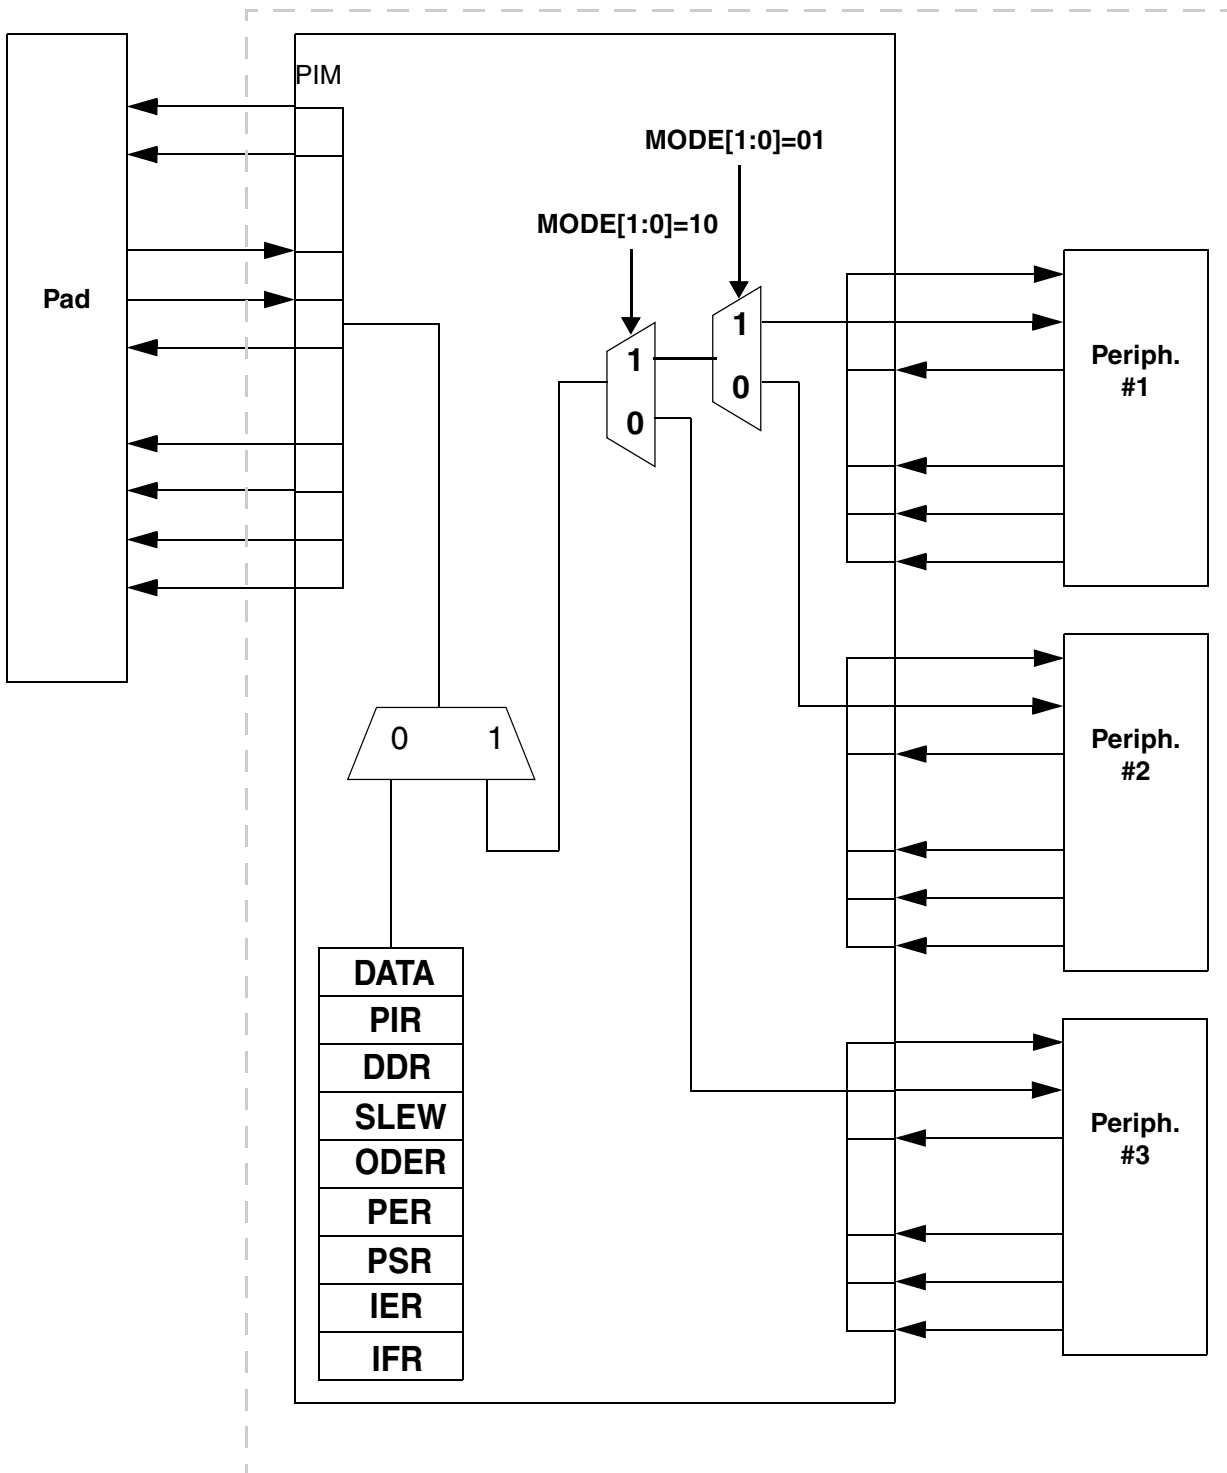 PIM
MODE[1:0]=01
MODE[1:0]=10
Pad
1
0
1
0
Periph.
#1
0 1
Periph.
#2
DATA
PIR
DDR
SLEW
ODER
PER
PSR
IER
IFR
Periph.
#3